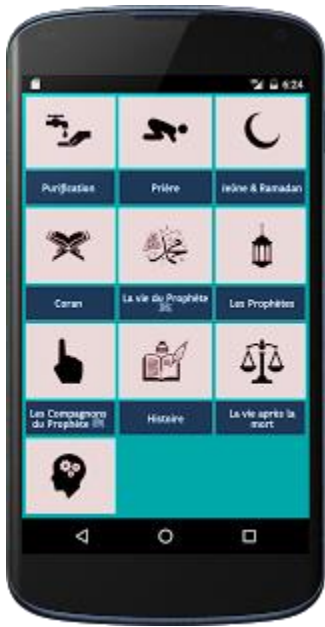 6:24
Purification
Prière
Jeûne & Ramadan
Coran
La vie du Prophète
ﷺ
Les Prophètes
Les Compagnons
du Prophète ﷺ
Histoire
La vie après la
mort
محمد